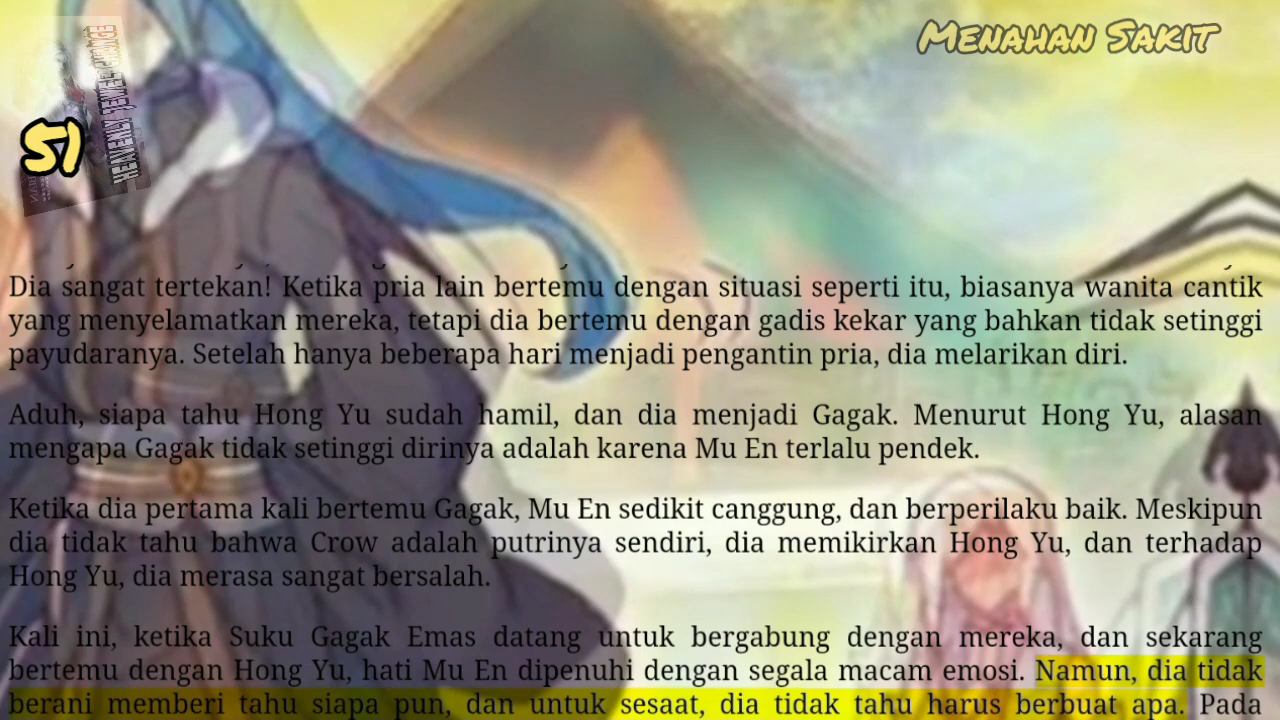 Menahan Sakit
HEAVENLY JEWEL
51
Dia sangat tertekan! Ketika pria lain bertemu dengan situasi seperti itu, biasanya wanita cantik
yang menyelamatkan mereka, tetapi dia bertemu dengan gadis kekar yang bahkan tidak setinggi
payudaranya. Setelah hanya beberapa hari menjadi pengantin pria, dia melarikan diri.
Aduh, siapa tahu Hong Yu sudah hamil, dan dia menjadi Gagak. Menurut Hong Yu, alasan
mengapa Gagak tidak setinggi dirinya adalah karena Mu En terlalu pendek.
Ketika dia pertama kali bertemu Gagak, Mu En sedikit canggung, dan berperilaku baik. Meskipun
dia tidak tahu bahwa Crow adalah putrinya sendiri, dia memikirkan Hong Yu, dan terhadap
Hong Yu, dia merasa sangat bersalah.
Kali ini, ketika Suku Gagak Emas datang untuk bergabung dengan mereka, dan sekarang
bertemu dengan Hong Yu, hati Mu En dipenuhi dengan segala macam emosi. Namun, dia tidak
berani memberi tahu siapa pun, dan untuk sesaat, dia tidak tahu harus berbuat apa. Pada